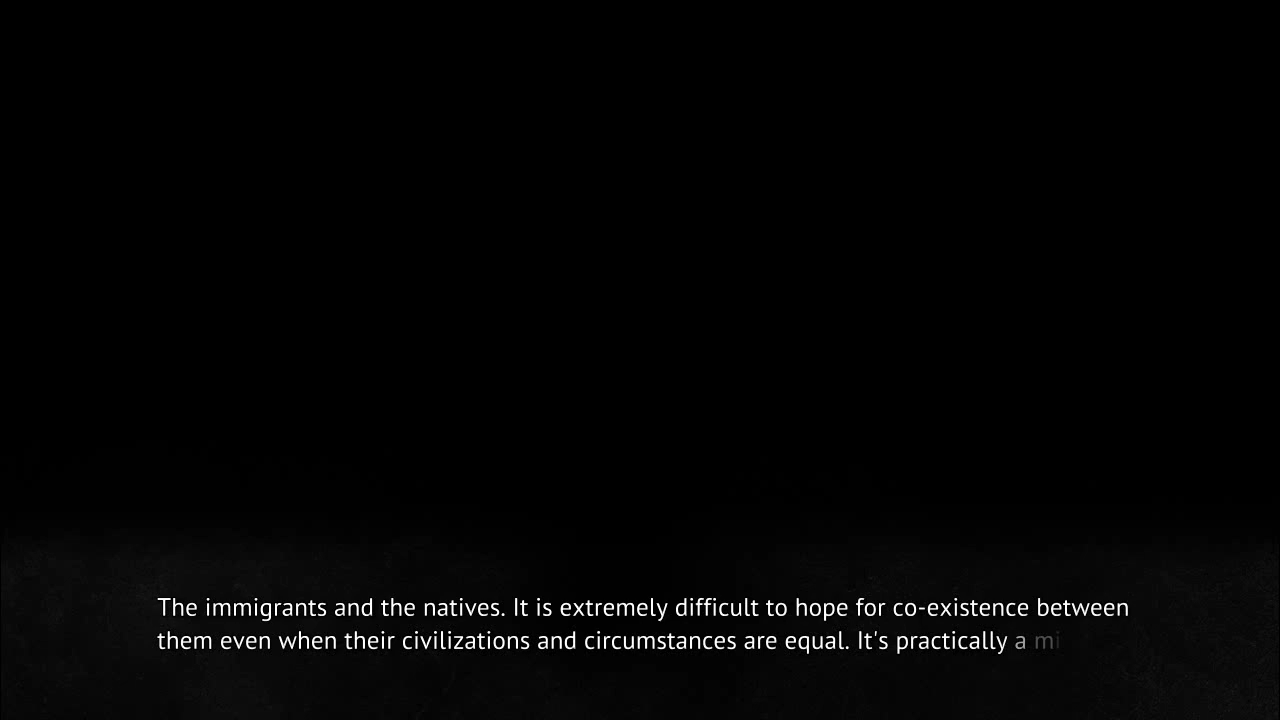 The immigrants and the natives. It is extremely difficult to hope for co-existence between
them even when their civilizations and circumstances are equal. It's practically a mi